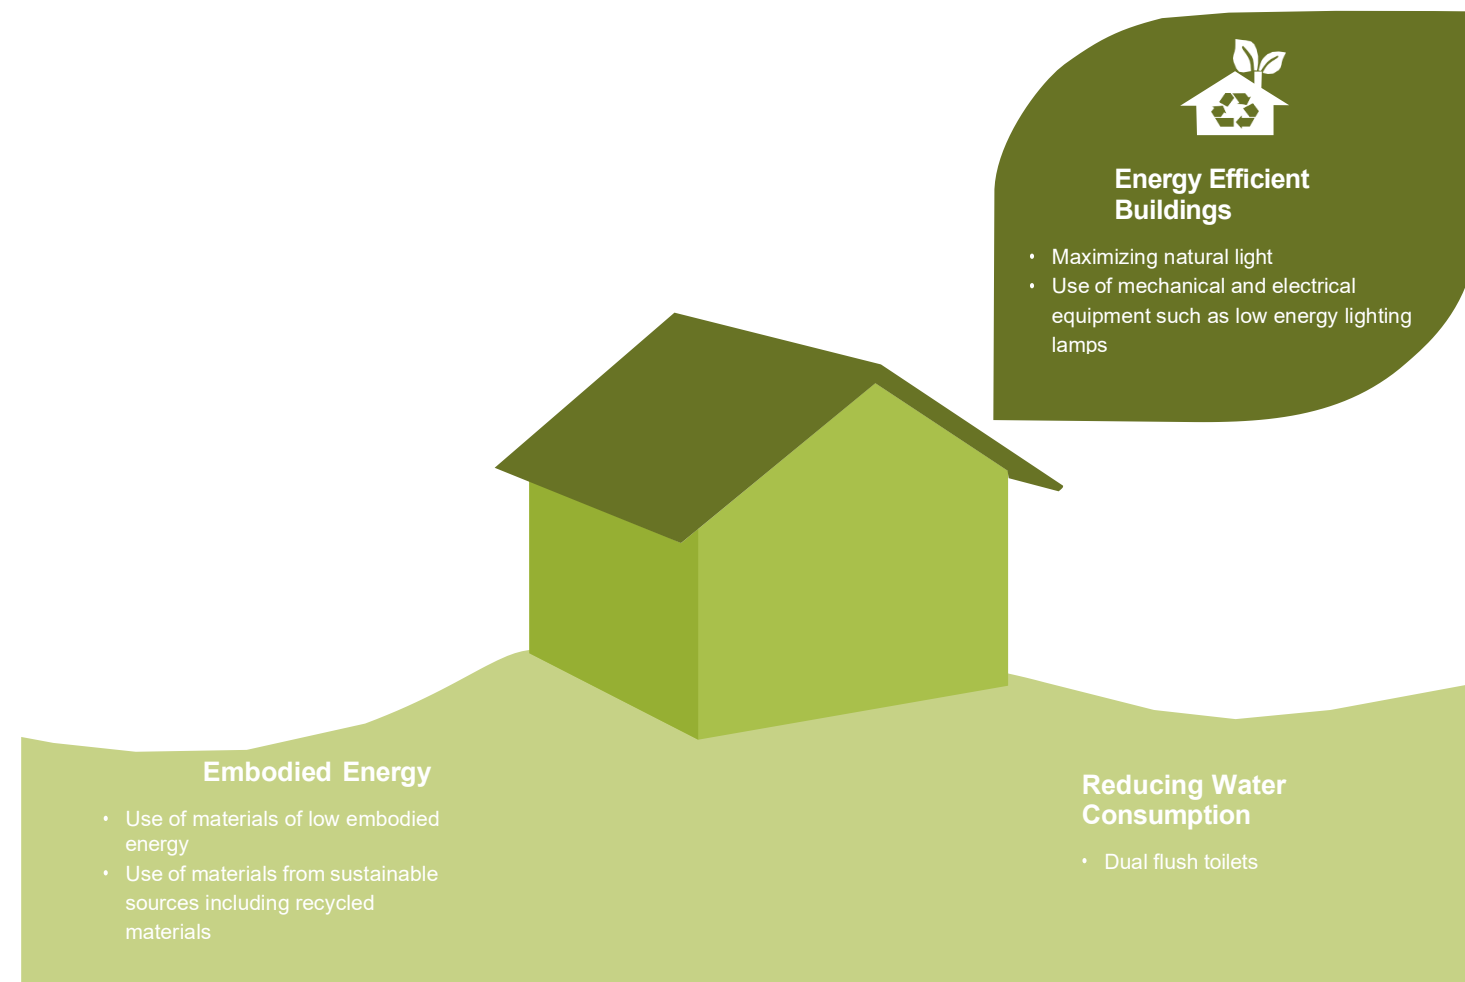 Energy Efficient
Buildings
• Maximizing natural light
• Use of mechanical and electrical
equipment such as low energy lighting
lamps
Embodied Energy
• Use of materials of low embodied
energy
• Use of materials from sustainable
sources including recycled
materials
Reducing Water
Consumption
• Dual flush toilets